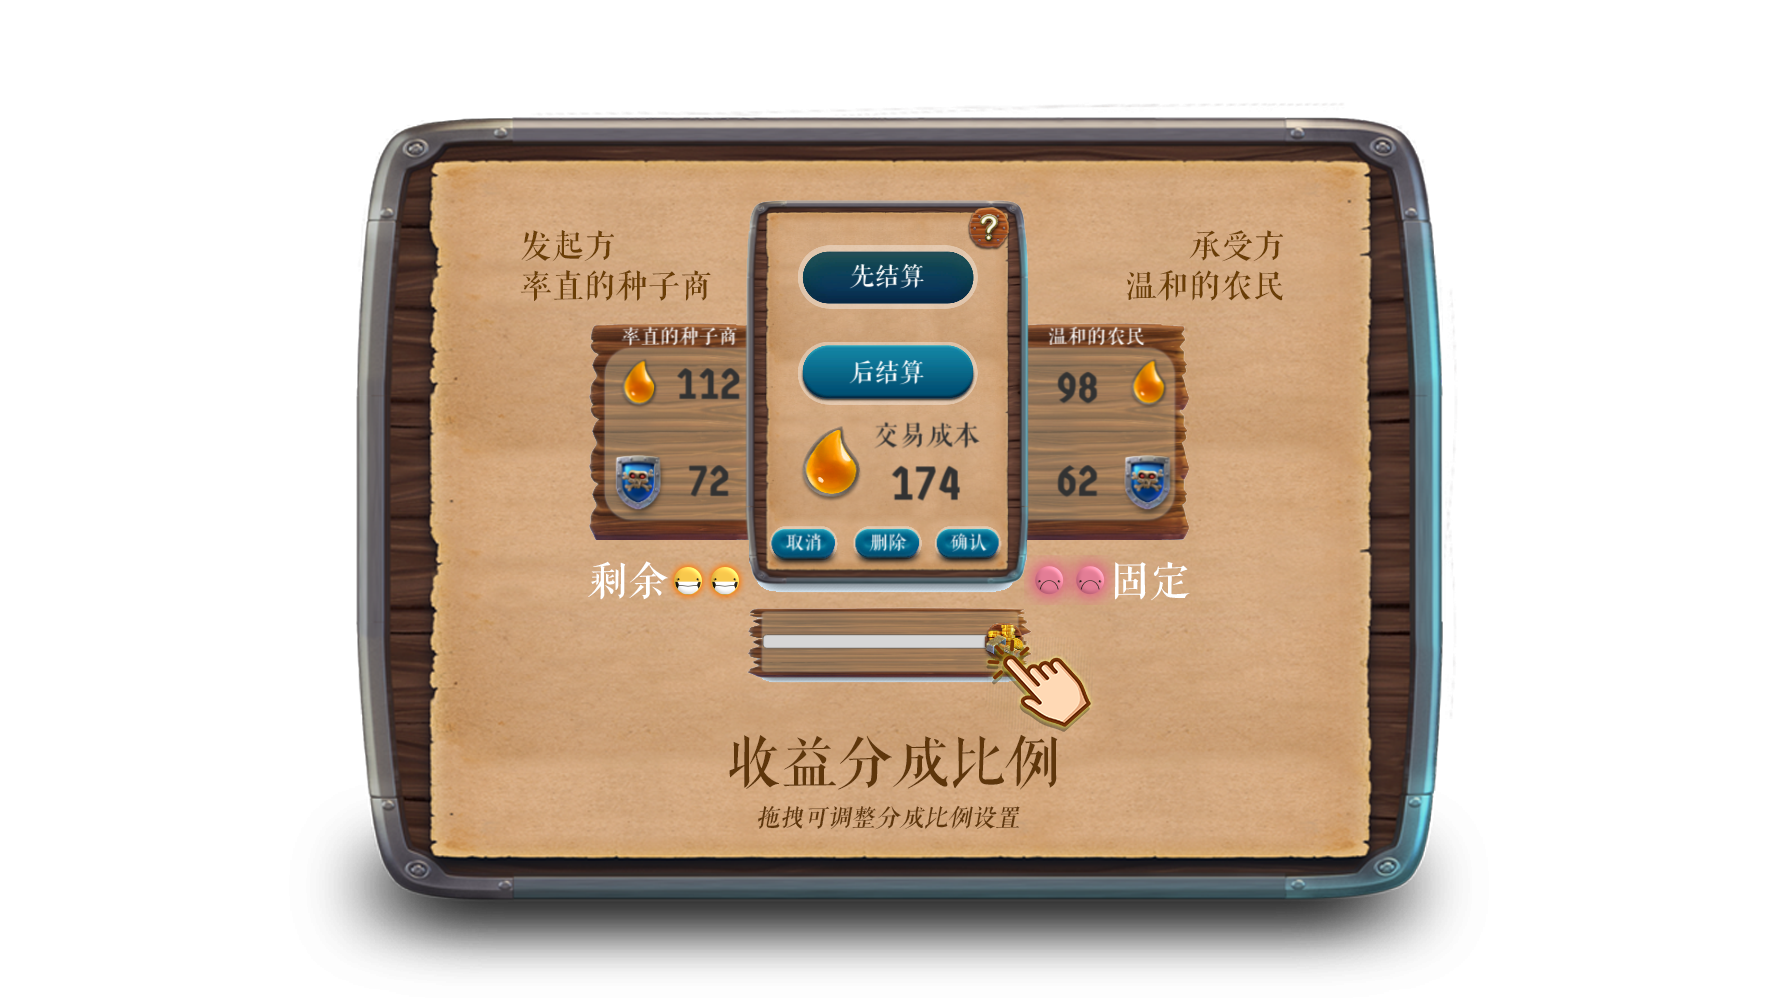 发起方
率直的种子商
承受方
温和的农民
率直的种子商
112
72
?
先结算
后结算
交易成本
174
取消
删除
确认
温和的农民
98
62
剩余
固定
收益分成比例
拖拽可调整分成比例设置